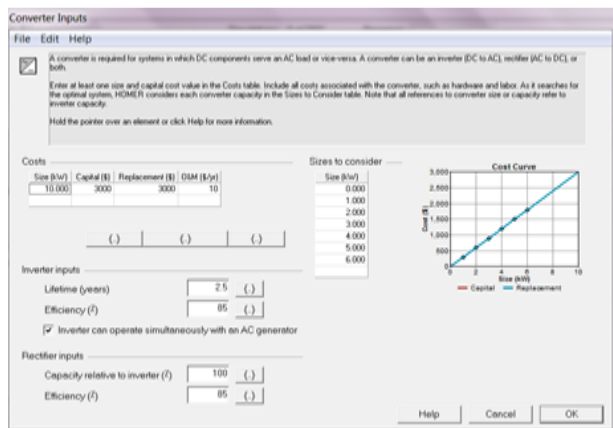 Converter Inputs
File Edit Help
A converter is required for systems in which DC components serve an AC load or vice-versa. A converter can be an inverter (DC to AC), rectifier (AC to DC), or
both.
Enter at least one size and capital cost value in the Costs table. Include all costs associated with the converter, such as hardware and labor. As it searches for
the optimal system, HOMER considers each converter capacity in the Sizes to Consider table. Note that all references to converter size or capacity refer to
inverter capacity.
Hold the pointer over an element or click Help for more information.
Costs
Size (kW) Capital ($) Replacement ($) O&M ($/yr)
10.000 3000 3000 10
(.) (.) (.)
Sizes to consider
Size (kW)
0.000
1.000
2.000
3.000
4.000
5.000
6.000
Cost Curve
3,000
2,500
2,000
1,500
1,000
500
0
Cost ($)
0 2 4 6 8 10
Size (kW)
Capital Replacement
Inverter inputs
Lifetime (years) 2.5 (.)
Efficiency (%) 85 (.)
Inverter can operate simultaneously with an AC generator
Rectifier inputs
Capacity relative to inverter (%) 100 (.)
Efficiency (%) 85 (.)
Help Cancel OK